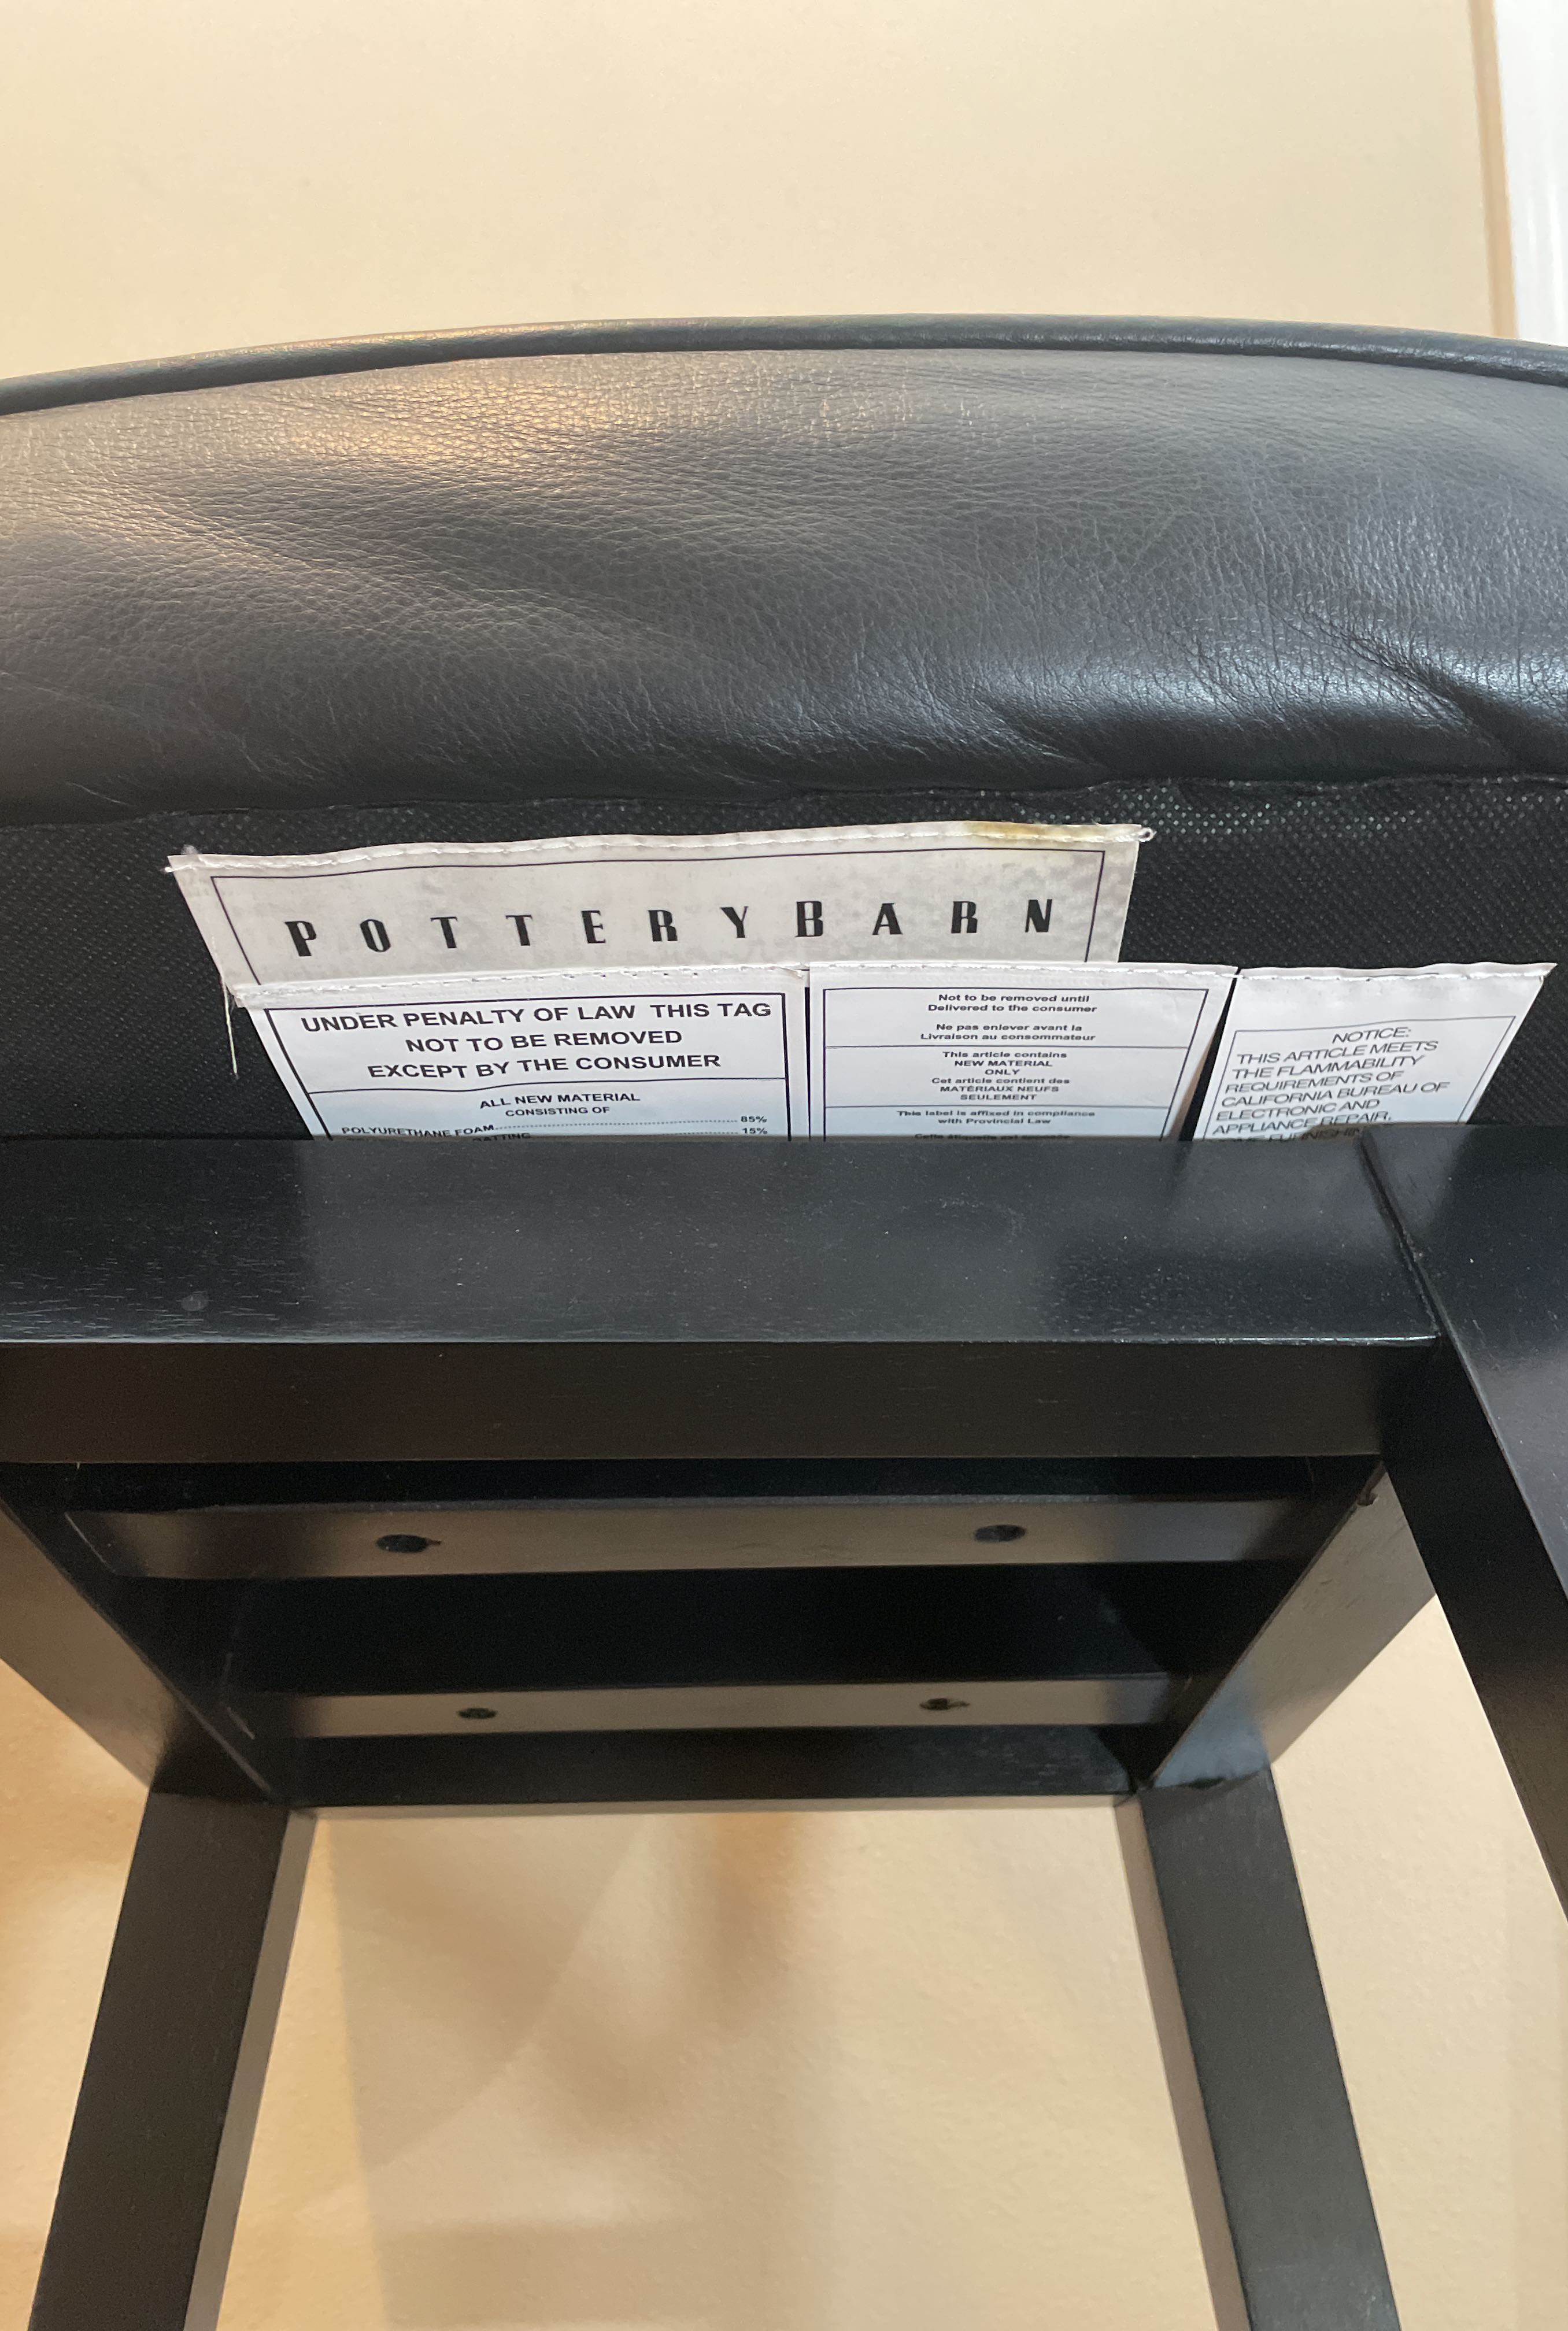 POTTERYBARN
UNDER PENALTY OF LAW THIS TAG
NOT TO BE REMOVED
EXCEPT BY THE CONSUMER
ALL NEW MATERIAL
CONSISTING OF
POLYURETHANE FOAM 85%
BATTING 15%
Not to be removed until
Delivered to the consumer
Ne pas enlever avant la
Livraison au consommateur
This article contains
NEW MATERIAL
ONLY
Cet article contient des
MATÉRIAUX NEUFS
SEULEMENT
This label is affixed in compliance
with Provincial Law
NOTICE:
THIS ARTICLE MEETS
THE FLAMMABILITY
REQUIREMENTS OF
CALIFORNIA BUREAU OF
ELECTRONIC AND
APPLIANCE REPAIR,